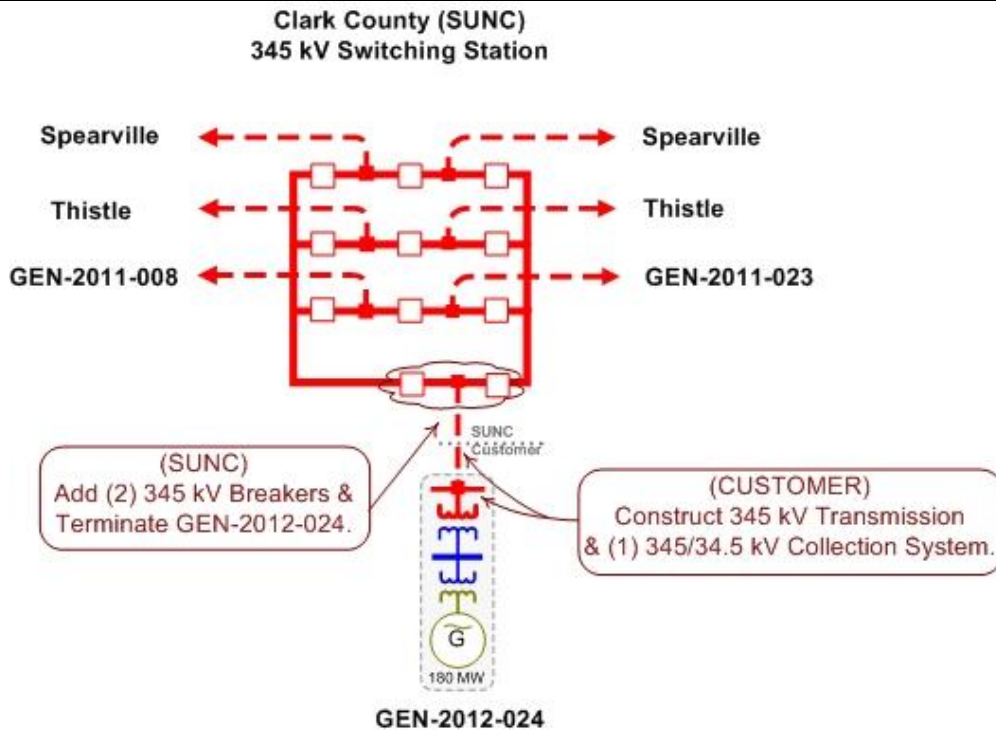 Clark County (SUNC)
345 kV Switching Station
Spearville
Spearville
Thistle
Thistle
GEN-2011-008
GEN-2011-023
SUNC
Customer
(SUNC)
Add (2) 345 kV Breakers &
Terminate GEN-2012-024.
(CUSTOMER)
Construct 345 kV Transmission
& (1) 345/34.5 kV Collection System.
G
180 MW
GEN-2012-024